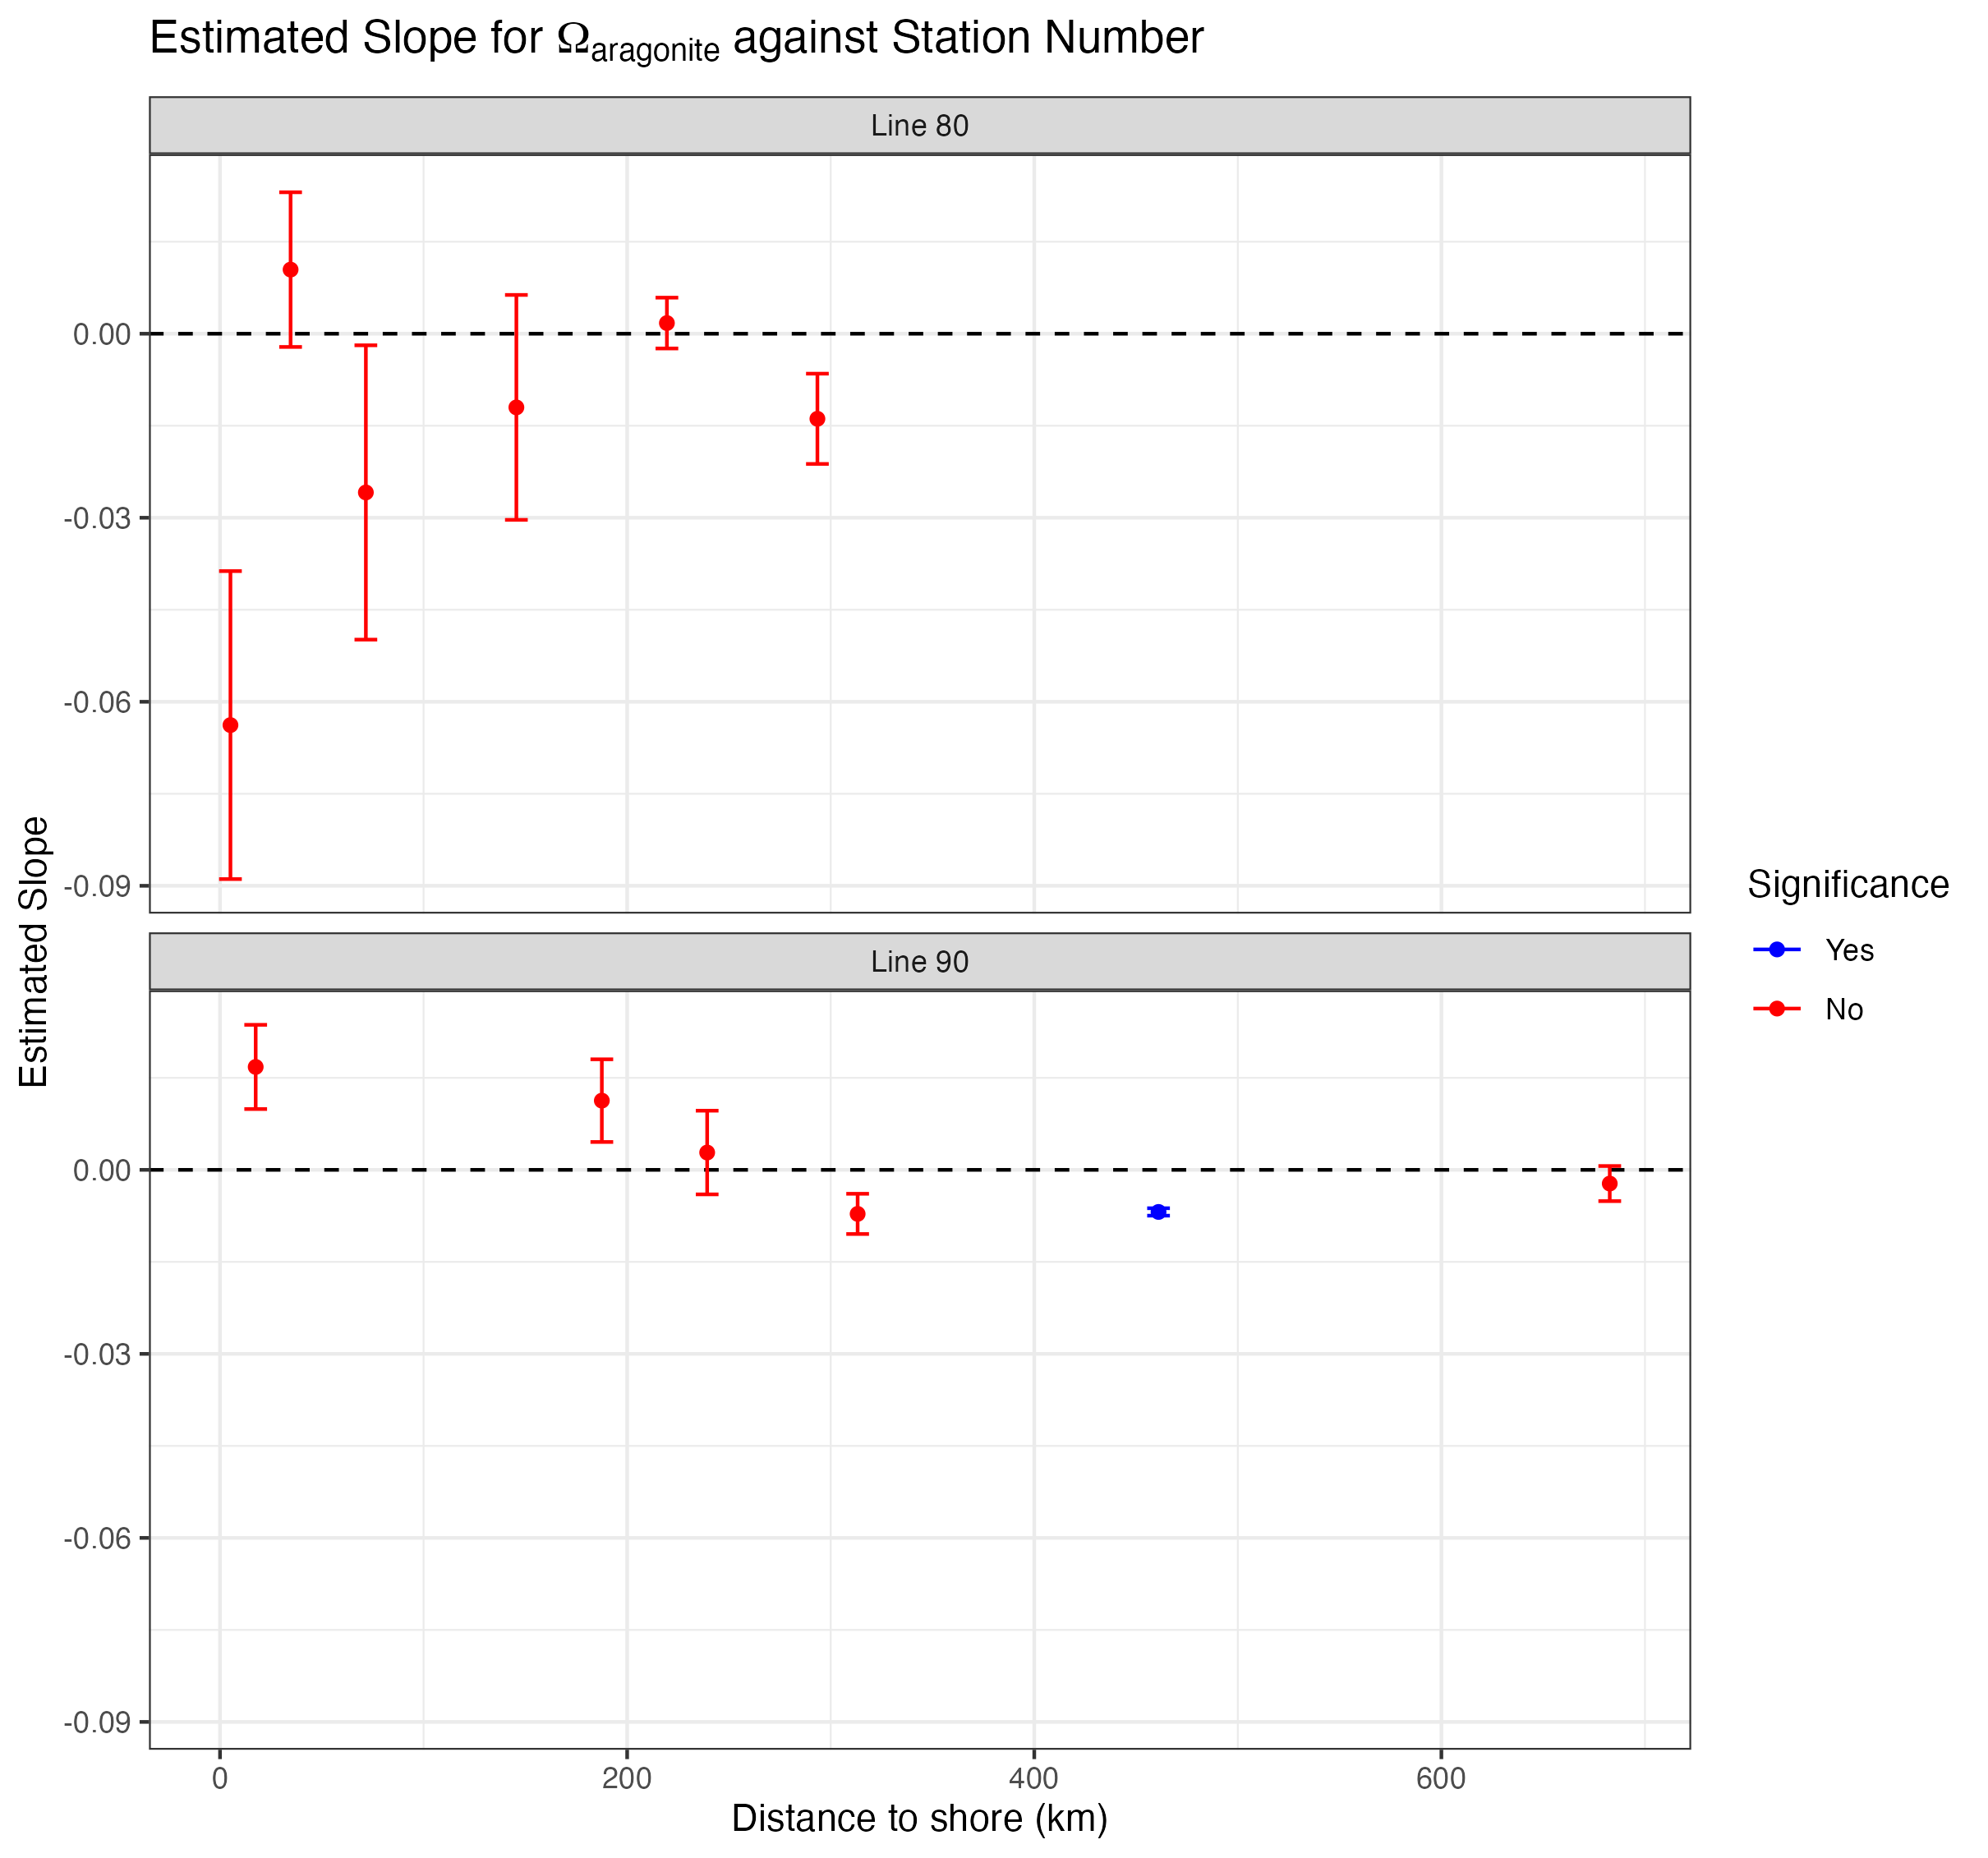 Estimated Slope for Ωaragonite against Station Number
Line 80
0.00
-0.03
-0.06
-0.09
Line 90
0.00
-0.03
-0.06
-0.09
0 200 400 600
Distance to shore (km)
Estimated Slope
Significance
Yes
No